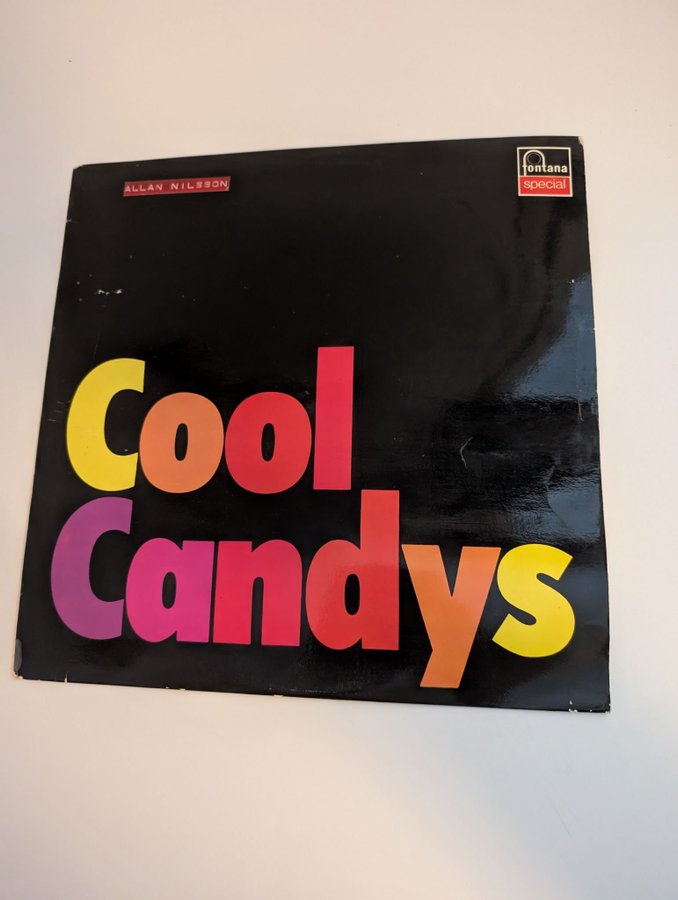 ALLAN NILSSON
fontana
special
Cool
Candys